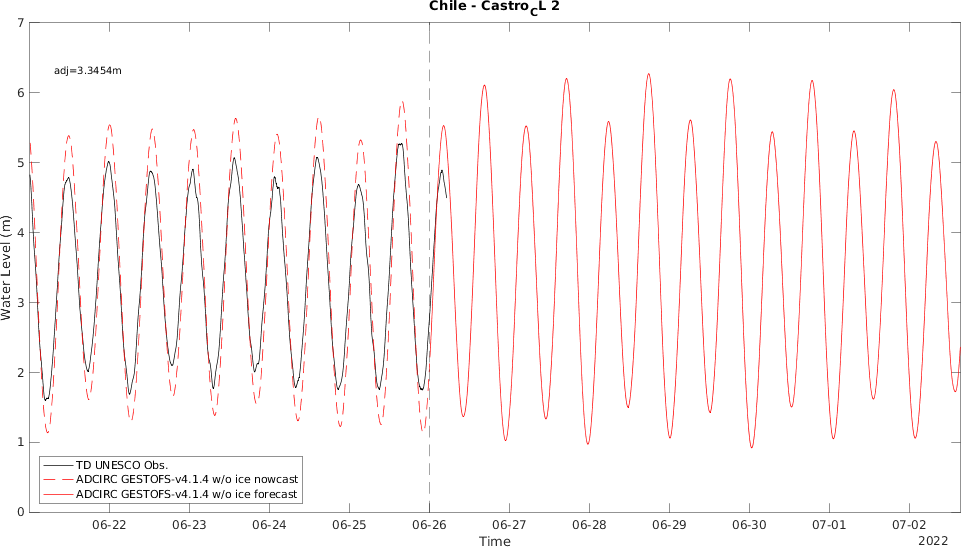 Chile - Castro_CL 2
adj=3.3454m
Water Level (m)
7
6
5
4
3
2
1
0
TD UNESCO Obs.
ADCIRC GESTOFS-v4.1.4 w/o ice nowcast
ADCIRC GESTOFS-v4.1.4 w/o ice forecast
06-22 06-23 06-24 06-25 06-26 06-27 06-28 06-29 06-30 07-01 07-02
Time
2022